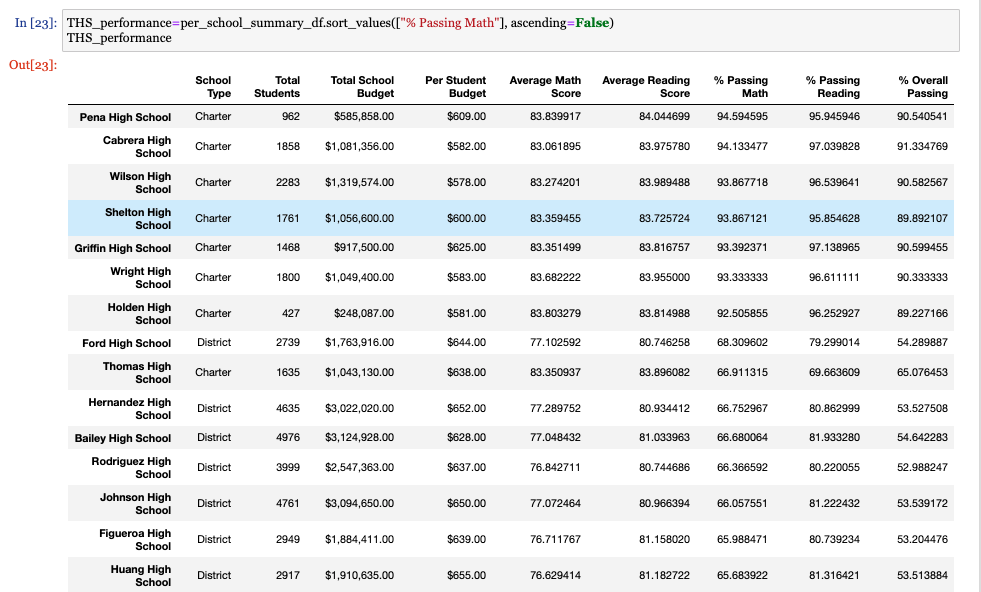 In [23]: THS_performance=per_school_summary_df.sort_values(["% Passing Math"], ascending=False)
THS_performance
Out[23]:
School Type Total Students Total School Budget Per Student Budget Average Math Score Average Reading Score % Passing Math % Passing Reading % Overall Passing
Pena High School Charter 962 $585,858.00 $609.00 83.839917 84.044699 94.594595 95.945946 90.540541
Cabrera High School Charter 1858 $1,081,356.00 $582.00 83.061895 83.975780 94.133477 97.039828 91.334769
Wilson High School Charter 2283 $1,319,574.00 $578.00 83.274201 83.989488 93.867718 96.539641 90.582567
Shelton High School Charter 1761 $1,056,600.00 $600.00 83.359455 83.725724 93.867121 95.854628 89.892107
Griffin High School Charter 1468 $917,500.00 $625.00 83.351499 83.816757 93.392371 97.138965 90.599455
Wright High School Charter 1800 $1,049,400.00 $583.00 83.682222 83.955000 93.333333 96.611111 90.333333
Holden High School Charter 427 $248,087.00 $581.00 83.803279 83.814988 92.505855 96.252927 89.227166
Ford High School District 2739 $1,763,916.00 $644.00 77.102592 80.746258 68.309602 79.299014 54.289887
Thomas High School Charter 1635 $1,043,130.00 $638.00 83.350937 83.896082 66.911315 69.663609 65.076453
Hernandez High School District 4635 $3,022,020.00 $652.00 77.289752 80.934412 66.752967 80.862999 53.527508
Bailey High School District 4976 $3,124,928.00 $628.00 77.048432 81.033963 66.680064 81.933280 54.642283
Rodriguez High School District 3999 $2,547,363.00 $637.00 76.842711 80.744686 66.366592 80.220055 52.988247
Johnson High School District 4761 $3,094,650.00 $650.00 77.072464 80.966394 66.057551 81.222432 53.539172
Figueroa High School District 2949 $1,884,411.00 $639.00 76.711767 81.158020 65.988471 80.739234 53.204476
Huang High School District 2917 $1,910,635.00 $655.00 76.629414 81.182722 65.683922 81.316421 53.513884